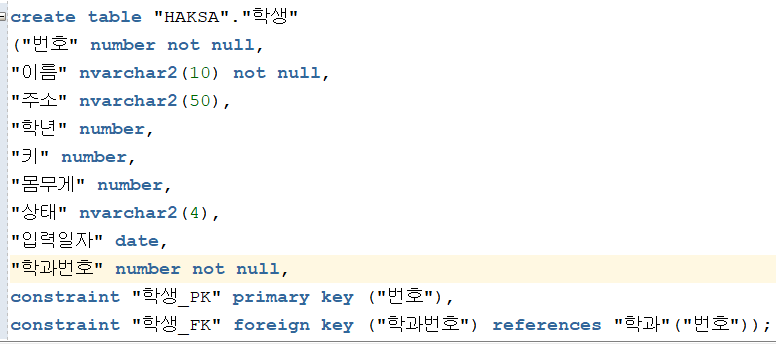 create table "HAKSA"."학생"
("번호" number not null,
"이름" nvarchar2(10) not null,
"주소" nvarchar2(50),
"학년" number,
"키" number,
"몸무게" number,
"상태" nvarchar2(4),
"입력일자" date,
"학과번호" number not null,
constraint "학생_PK" primary key ("번호"),
constraint "학생_FK" foreign key ("학과번호") references "학과"("번호"));